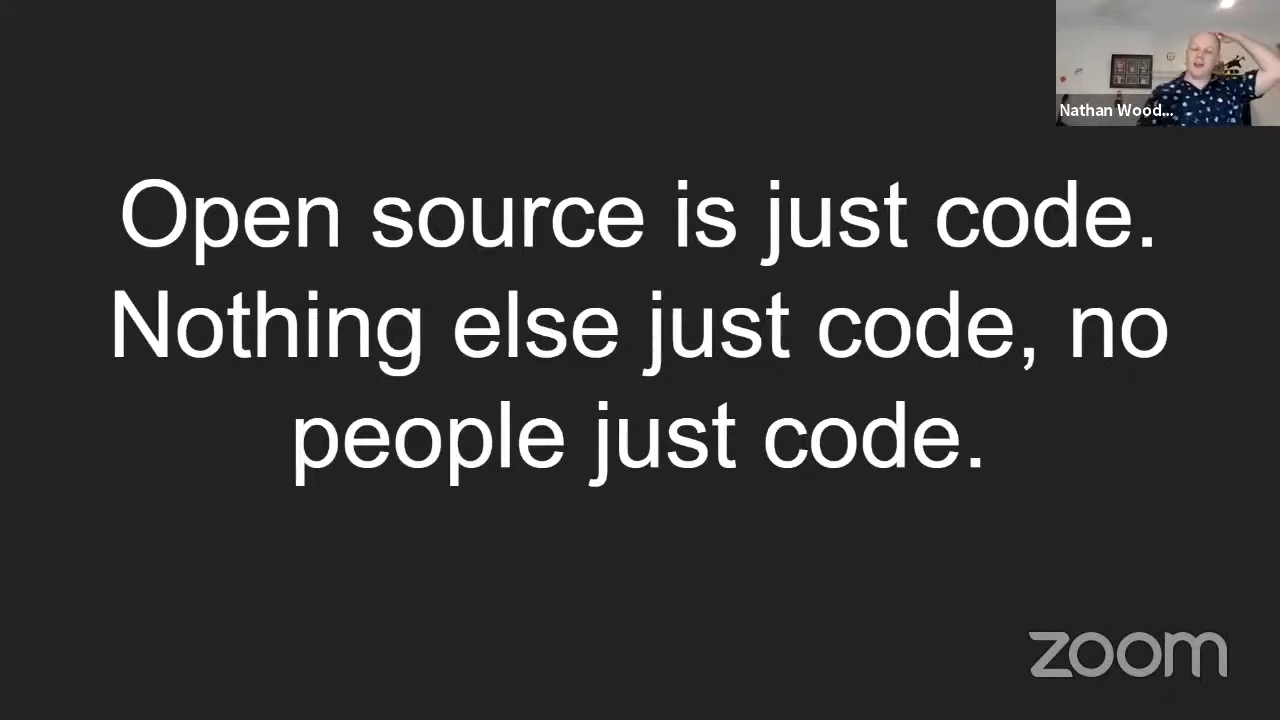 Nathan Wood...
Open source is just code.
Nothing else just code, no
people just code.
zoom